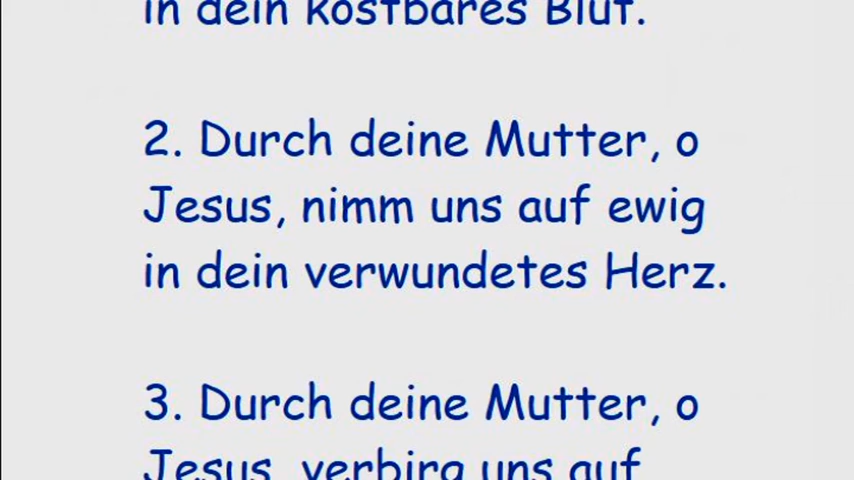 in dein kostbares Blut.
2. Durch deine Mutter, o
Jesus, nimm uns auf ewig
in dein verwundetes Herz.
3. Durch deine Mutter, o
Jesus, verbirg uns auf